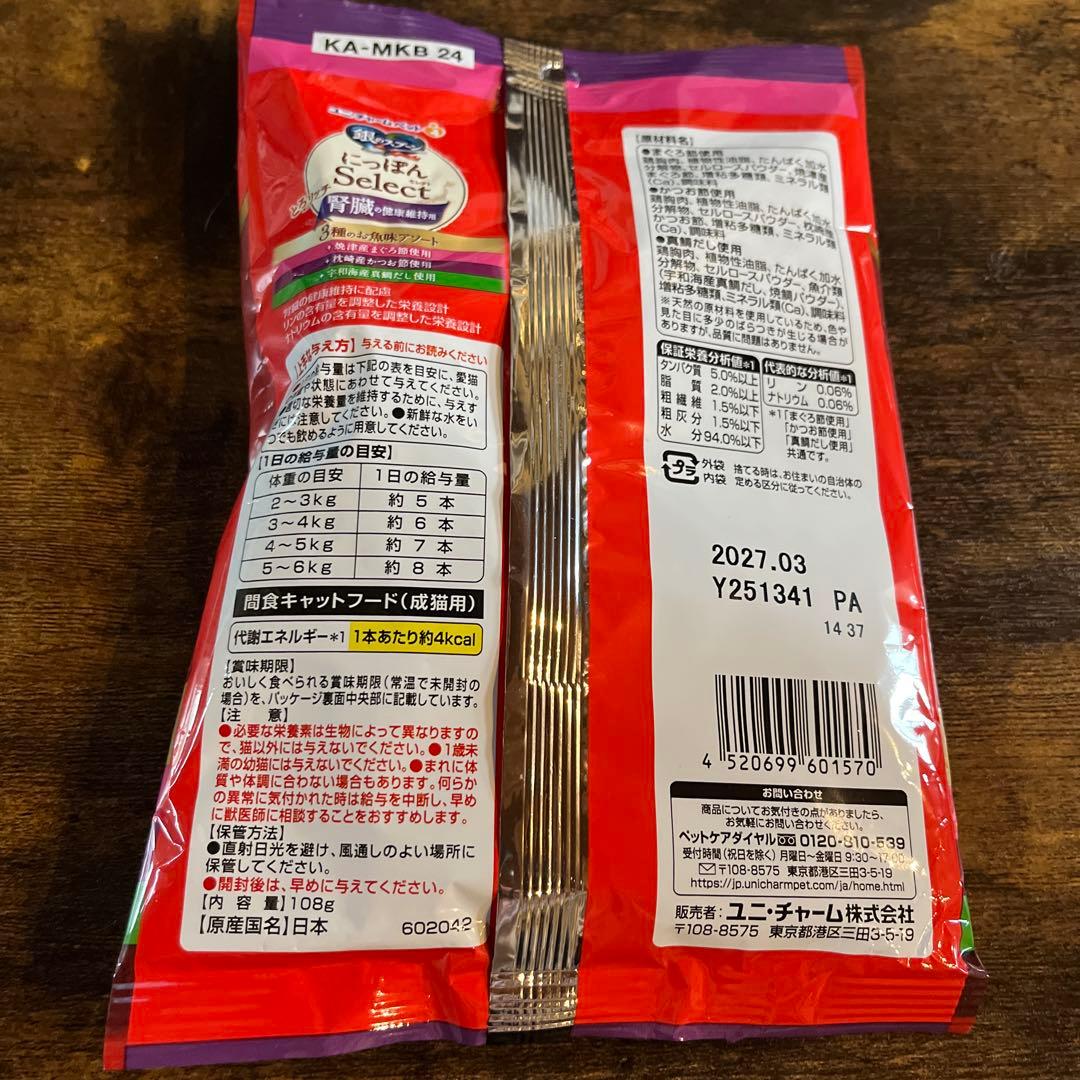 KA-MKB 24
ユニ・チャーム ペット
銀のスプーン
にっぽん
Select
とろリッチ
腎臓の健康維持用
3種のお魚味アソート
・焼津産まぐろ節使用
・枕崎産かつお節使用
・宇和海産真鯛だし使用
の健康維持に配慮
リンの含有量を調整した栄養設計
ナトリウムの含有量を調整した栄養設計
与え方】与える前にお読みください
給与量は下記の表を目安に、愛猫
や状態にあわせて与えてください。
切な栄養量を維持するために、与えす
には注意してください。●新鮮な水をい
つでも飲めるように用意してください。
【1日の給与量の目安】
体重の目安 1日の給与量
2～3kg 約 5 本
3～4kg 約 6 本
4～5kg 約 7 本
5～6kg 約 8 本
間食キャットフード(成猫用)
代謝エネルギー*1 1本あたり約4kcal
【賞味期限】
おいしく食べられる賞味期限(常温で未開封の
場合)を、パッケージ裏面中央部に記載しています。
【注 意】
●必要な栄養素は生物によって異なりますの
で、猫以外には与えないでください。●1歳未
満の幼猫には与えないでください。●まれに体
質や体調に合わない場合もあります。何らか
の異常に気付かれた時は給与を中断し、早め
に獣医師に相談することをおすすめします。
【保管方法】
●直射日光を避け、風通しのよい場所に
保管してください。
●開封後は、早めに与えてください。
【内 容 量】108g
【原産国名】日本 602042
【原材料名】
●まぐろ節使用
鶏胸肉、植物性油脂、たんぱく加水
分解物、セルロースパウダー、焼津産
まぐろ節、増粘多糖類、ミネラル類
(Ca)、調味料
●かつお節使用
鶏胸肉、植物性油脂、たんぱく加水
分解物、セルロースパウダー、枕崎産
かつお節、増粘多糖類、ミネラル類
(Ca)、調味料
●真鯛だし使用
鶏胸肉、植物性油脂、たんぱく加水
分解物、セルロースパウダー、魚介類
(宇和海産真鯛だし、焼鯛パウダー)、
増粘多糖類、ミネラル類(Ca)、調味料
※天然の原材料を使用しているため、色や
見た目に多少のばらつきが生じる場合が
ありますが、品質に問題はありません。
保証栄養分析値*1
タンパク質 5.0%以上
脂 質 2.0%以上
粗 繊 維 1.5%以下
粗 灰 分 1.5%以下
水 分 94.0%以下
代表的な分析値*1
リ ン 0.06%
ナトリウム 0.06%
*1「まぐろ節使用」
「かつお節使用」
「真鯛だし使用」
共通です。
プラ
外袋
内袋
捨てる時は、お住まいの自治体の
定める区分に従ってください。
2027.03
Y251341 PA
14 37
4 520699 601570
お問い合わせ
商品についてお気付きの点がありましたら、
お気軽にお問い合わせください。
ペットケアダイヤル 0120-810-539
受付時間(祝日を除く)月曜日～金曜日 9:30～17:00
〒108-8575 東京都港区三田3-5-19
https://jp.unicharmpet.com/ja/home.html
販売者:ユニ・チャーム株式会社
〒108-8575 東京都港区三田3-5-19